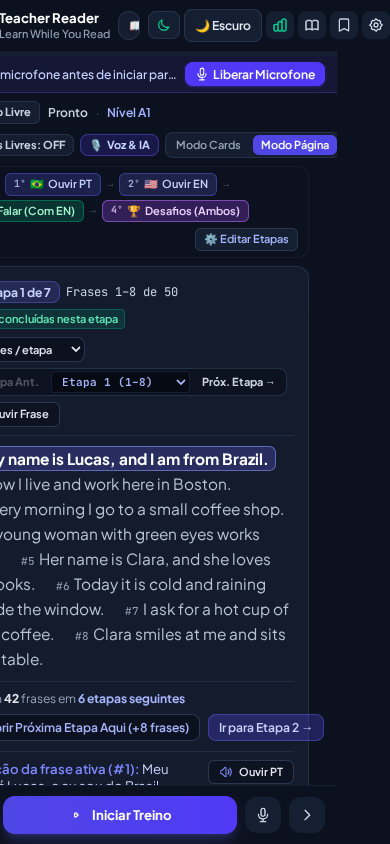 Teacher Reader
Learn While You Read
🌙 Escuro
microfone antes de iniciar par...
Liberar Microfone
Livre
Pronto · Nível A1
Livres: OFF
🎙️ Voz & IA
Modo Cards
Modo Página
1° 🇧🇷 Ouvir PT → 2° 🇺🇸 Ouvir EN →
Falar (Com EN) → 4° 🏆 Desafios (Ambos)
⚙️ Editar Etapas
apa 1 de 7 Frases 1–8 de 50
concluídas nesta etapa
es / etapa
pa Ant. Etapa 1 (1–8) Próx. Etapa →
uvir Frase
y name is Lucas, and I am from Brazil.
ow I live and work here in Boston.
ery morning I go to a small coffee shop.
young woman with green eyes works
#5 Her name is Clara, and she loves
ooks. #6 Today it is cold and raining
de the window. #7 I ask for a hot cup of
coffee. #8 Clara smiles at me and sits
table.
42 frases em 6 etapas seguintes
rir Próxima Etapa Aqui (+8 frases)
Ir para Etapa 2 →
ção da frase ativa (#1): Meu
Ouvir PT
Iniciar Treino